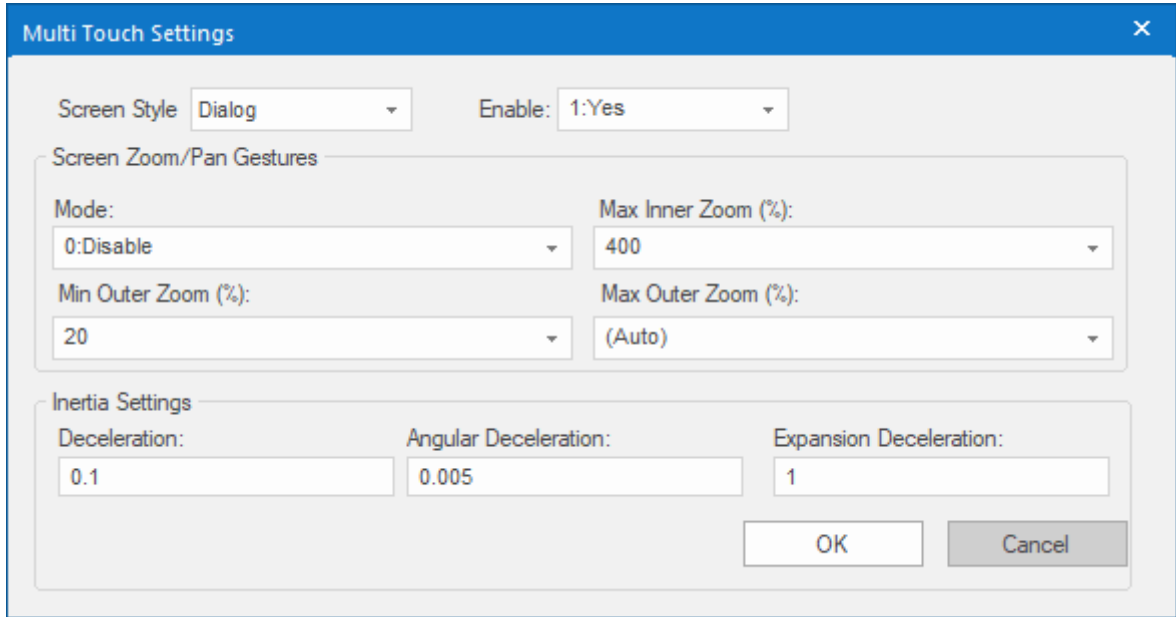 Multi Touch Settings
Screen Style Dialog Enable: 1:Yes
Screen Zoom/Pan Gestures
Mode: Max Inner Zoom (%):
0:Disable 400
Min Outer Zoom (%): Max Outer Zoom (%):
20 (Auto)
Inertia Settings
Deceleration: Angular Deceleration: Expansion Deceleration:
0.1 0.005 1
OK Cancel